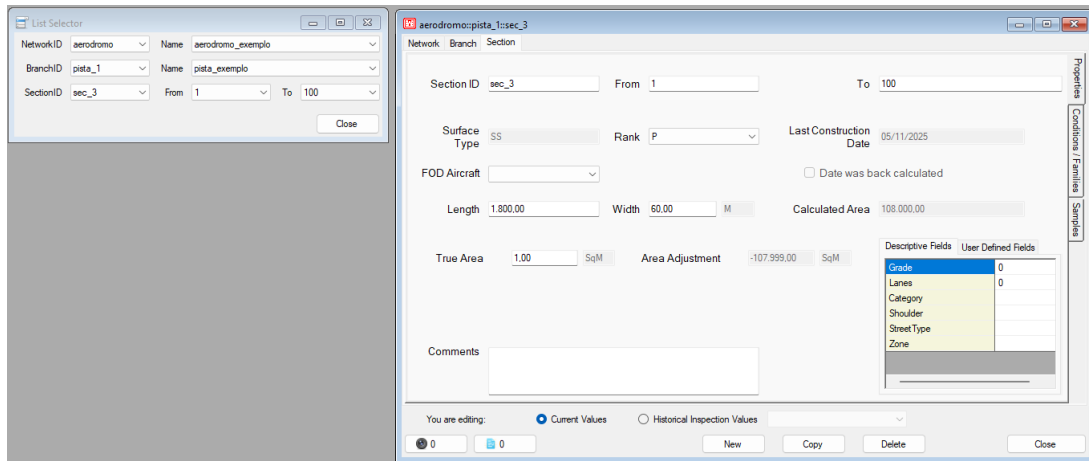 List Selector
NetworkID aerodromo Name aerodromo_exemplo
BranchID pista_1 Name pista_exemplo
SectionID sec_3 From 1 To 100
Close
aerodromo::pista_1::sec_3
Network Branch Section
Section ID sec_3 From 1 To 100
Surface Type SS Rank P Last Construction Date 05/11/2025
FOD Aircraft Date was back calculated
Length 1.800,00 Width 60,00 M Calculated Area 108.000,00
True Area 1,00 SqM Area Adjustment -107.999,00 SqM
Descriptive Fields User Defined Fields
Grade 0
Lanes 0
Category
Shoulder
StreetType
Zone
Comments
You are editing: Current Values Historical Inspection Values
0 0 New Copy Delete Close
Properties
Conditions / Families
Samples